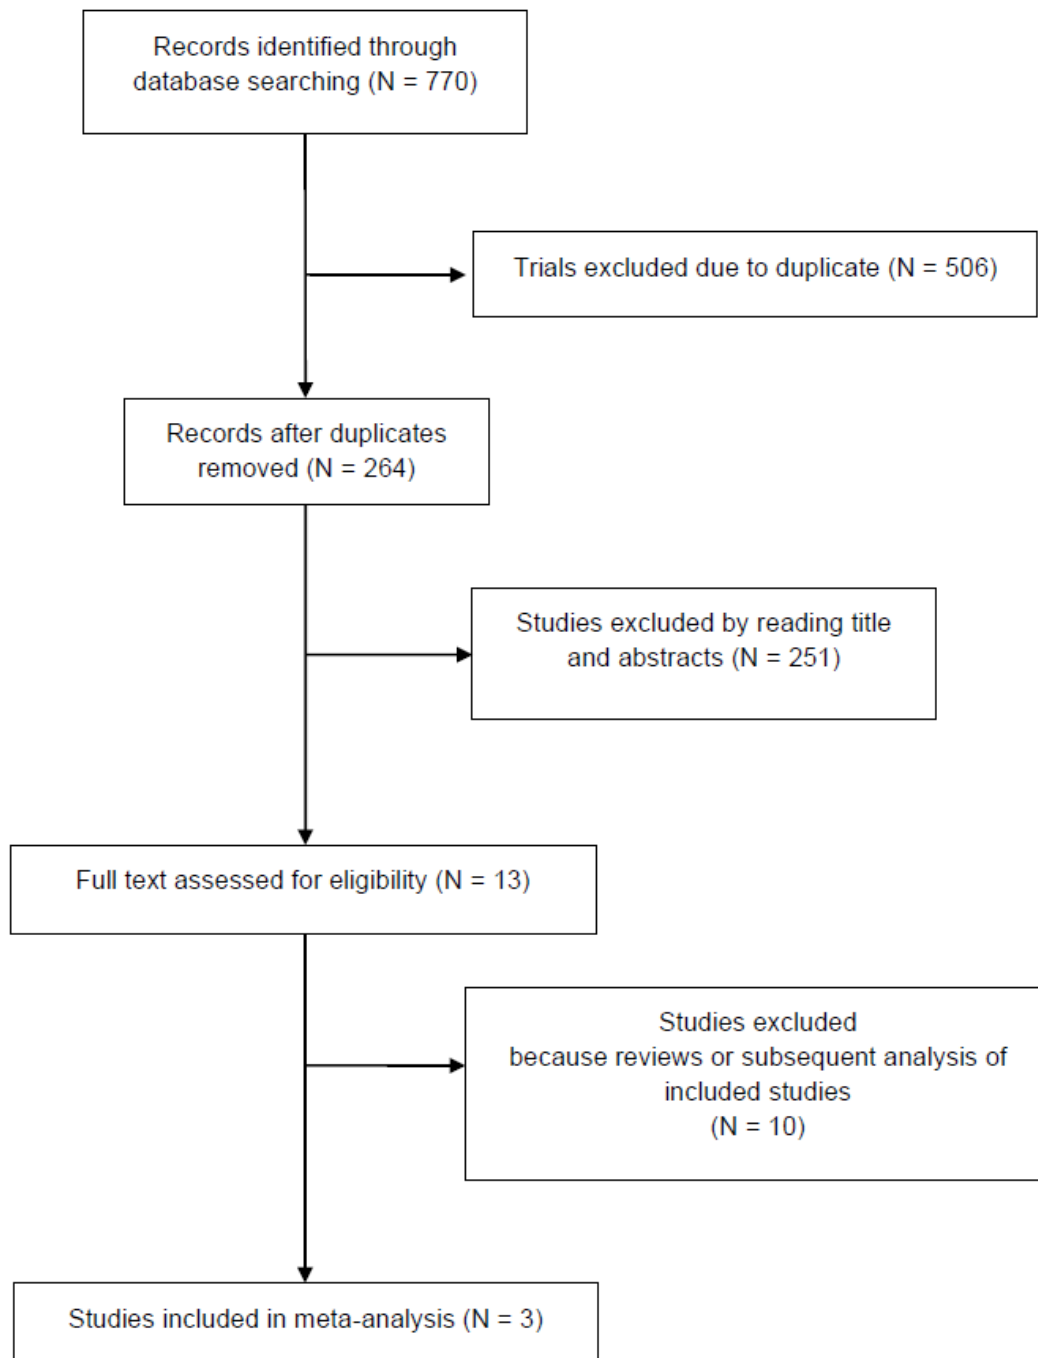 Records identified through
database searching (N = 770)
Trials excluded due to duplicate (N = 506)
Records after duplicates
removed (N = 264)
Studies excluded by reading title
and abstracts (N = 251)
Full text assessed for eligibility (N = 13)
Studies excluded
because reviews or subsequent analysis of
included studies
(N = 10)
Studies included in meta-analysis (N = 3)